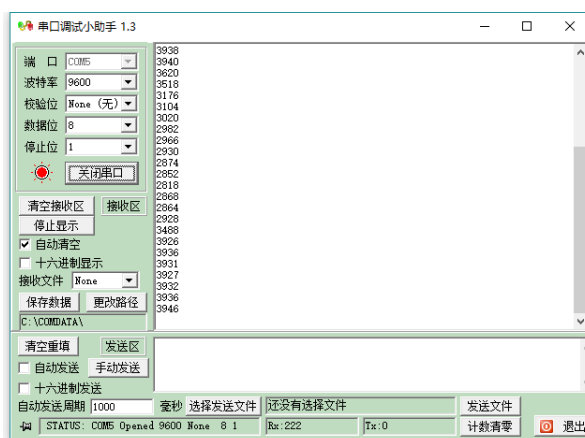 串口调试小助手 1.3
端 口 COM5
波特率 9600
校验位 None (无)
数据位 8
停止位 1
关闭串口
清空接收区 接收区
停止显示
自动清空
十六进制显示
接收文件 None
保存数据 更改路径
C:\COMDATA\
3938
3940
3620
3518
3176
3104
3020
2982
2966
2930
2874
2852
2818
2868
2864
2928
3488
3926
3936
3931
3927
3932
3936
3946
清空重填 发送区
自动发送 手动发送
十六进制发送
自动发送周期 1000 毫秒 选择发送文件 还没有选择文件 发送文件
STATUS: COM5 Opened 9600 None 8 1 Rx:222 Tx:0 计数清零 退出